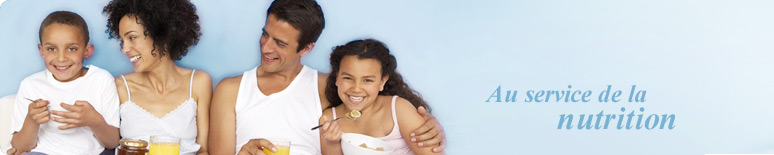 Au service de la
nutrition